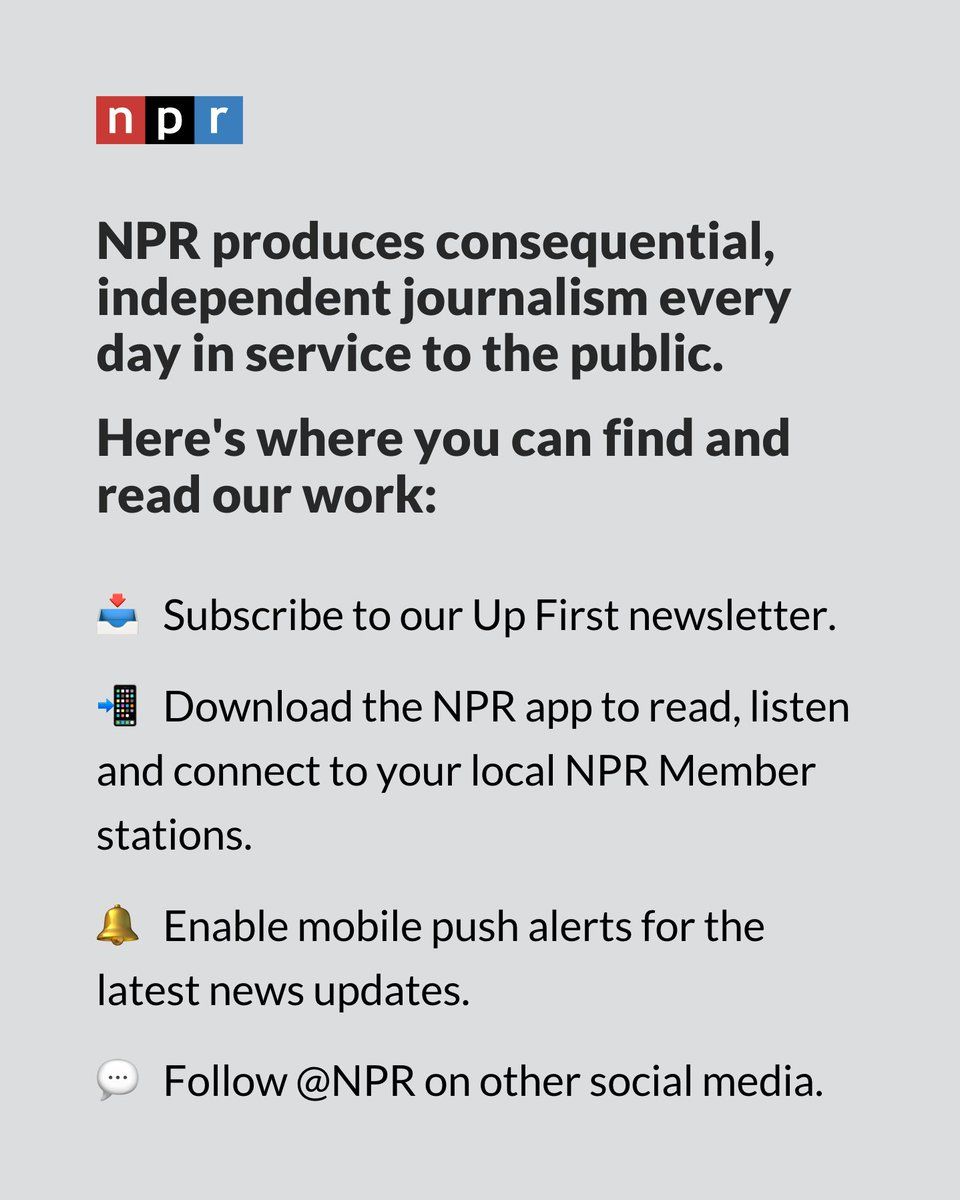 npr
NPR produces consequential,
independent journalism every
day in service to the public.
Here's where you can find and
read our work:
📥 Subscribe to our Up First newsletter.
📲 Download the NPR app to read, listen
and connect to your local NPR Member
stations.
🔔 Enable mobile push alerts for the
latest news updates.
💬 Follow @NPR on other social media.